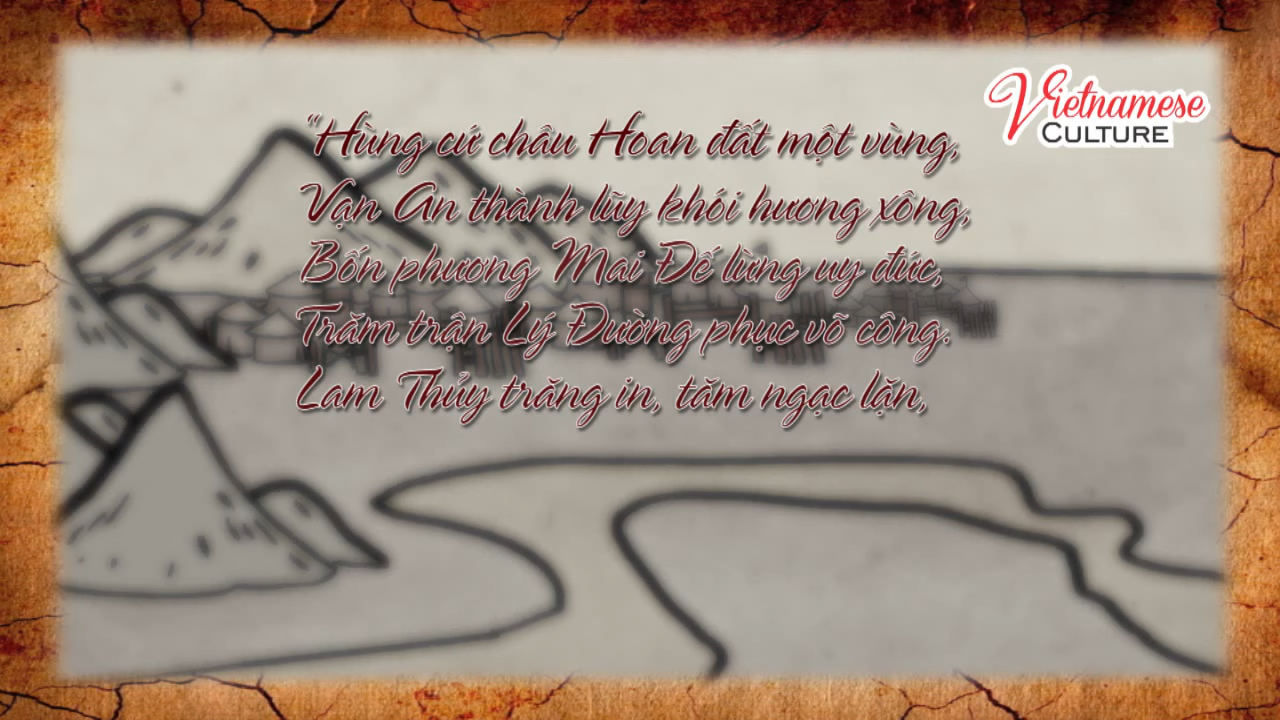 Vietnamese
CULTURE
“Hùng cứ châu Hoan đất một vùng,
Vạn An thành lũy khói hương xông,
Bốn phương Mai Đế lừng uy đức,
Trăm trận Lý Đường phục võ công.
Lam Thủy trăng in, tăm ngạc lặn,